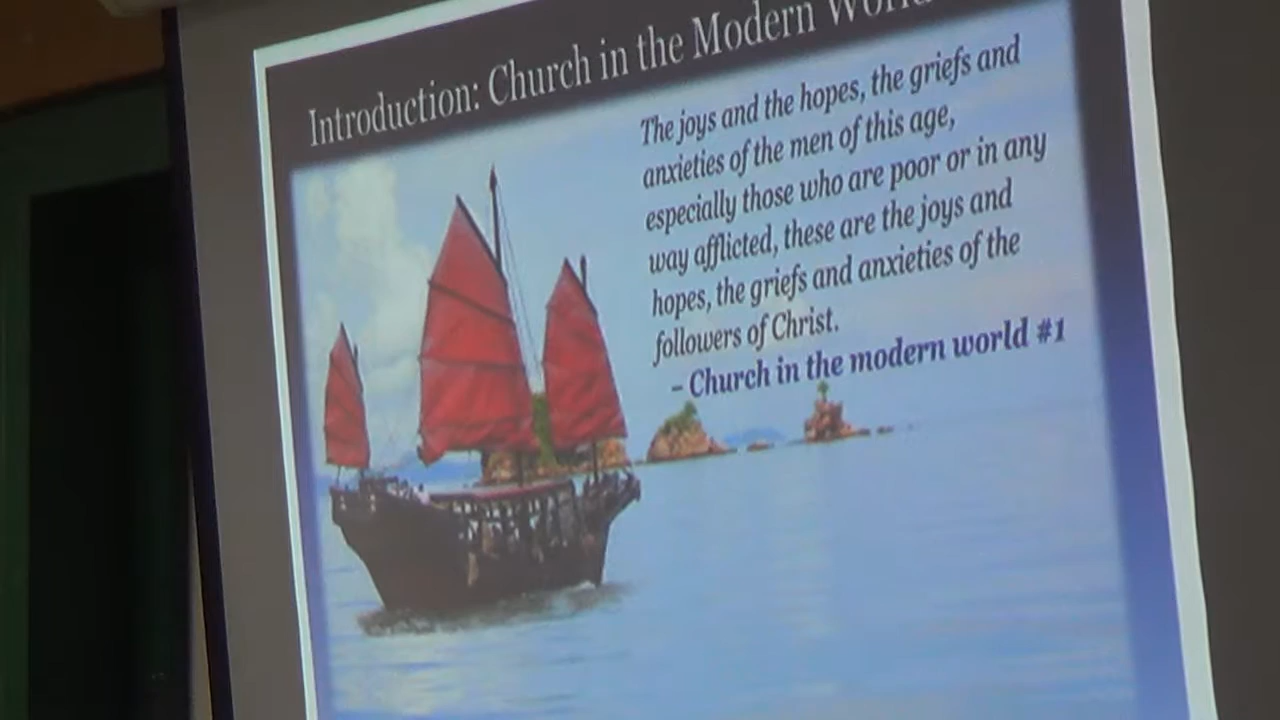 Introduction: Church in the Modern World
The joys and the hopes, the griefs and
anxieties of the men of this age,
especially those who are poor or in any
way afflicted, these are the joys and
hopes, the griefs and anxieties of the
followers of Christ.
– Church in the modern world #1